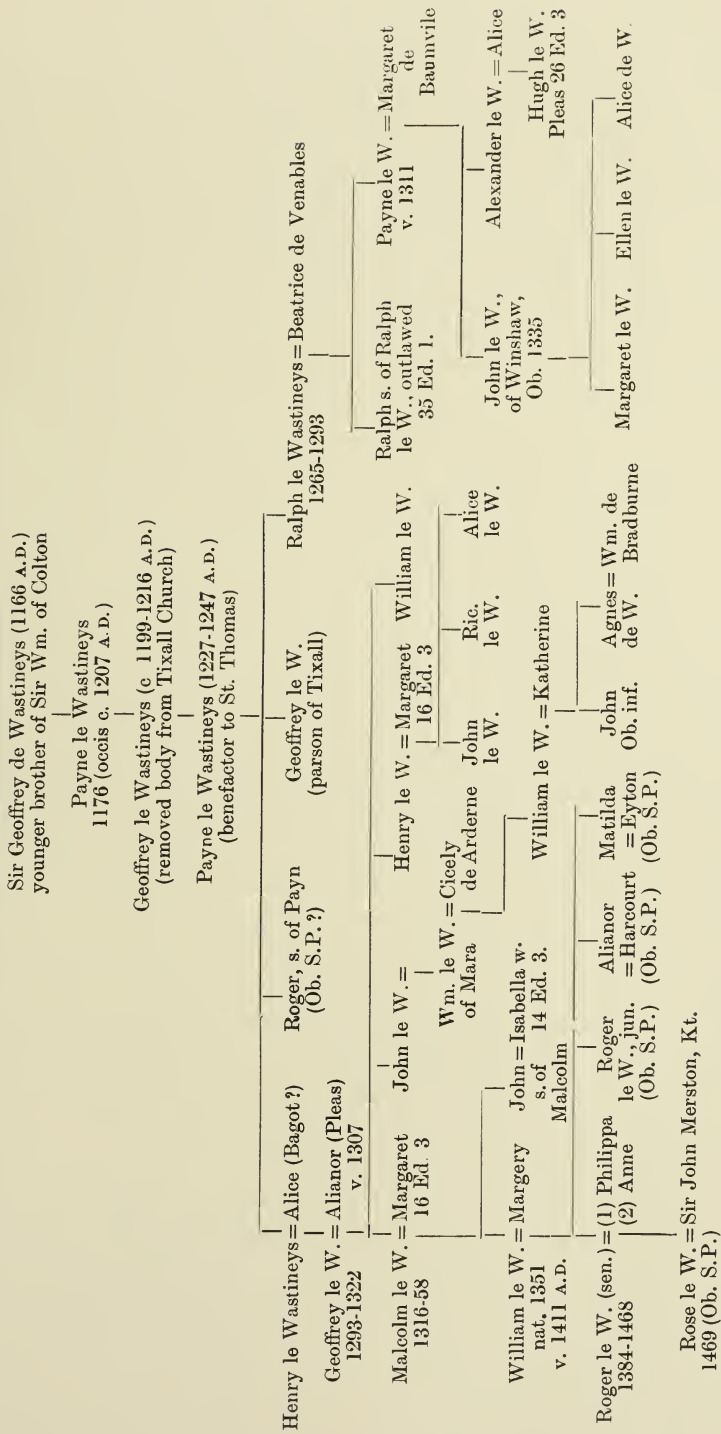 Sir Geoffrey de Wastineys (1166 A.D.)
younger brother of Sir Wm. of Colton
Payne le Wastineys
1176 (occis c. 1207 A.D.)
Geoffrey le Wastineys (c 1199-1216 A.D.)
(removed body from Tixall Church)
Payne le Wastineys (1227-1247 A.D.)
(benefactor to St. Thomas)
Henry le Wastineys = Alice (Bagot?)
Roger, s. of Payn
(Ob. S.P.?)
Geoffrey le W.
(parson of Tixall)
Ralph le Wastineys = Beatrice de Venables
1265-1293
Geoffrey le W. = Alianor (Pleas)
1293-1322 v. 1307
Ralph s. of Ralph
le W., outlawed
35 Ed. 1.
Payne le W. = Margaret
v. 1311 de
Baumvile
Malcolm le W. = Margaret
1316-58 16 Ed. 3
John le W. =
Henry le W. = Margaret
16 Ed. 3
William le W.
Wm. le W. = Cicely
of Mara de Arderne
John
le W.
Ric.
le W.
Alice
le W.
John le W.,
of Winshaw,
Ob. 1335
Alexander le W. = Alice
Hugh le W.
Pleas 26 Ed. 3
William le W. = Margery
nat. 1351
v. 1411 A.D.
John = Isabella w.
s. of 14 Ed. 3.
Malcolm
William le W. = Katherine
Margaret le W.
Ellen le W.
Alice de W.
Roger le W. (sen.) = (1) Philippa
1384-1468 (2) Anne
Roger
le W., jun.
(Ob. S.P.)
Alianor
= Harcourt
(Ob. S.P.)
Matilda
= Eyton
(Ob. S.P.)
John
Ob. inf.
Agnes = Wm. de
de W. Bradburne
Rose le W. = Sir John Merston, Kt.
1469 (Ob. S.P.)